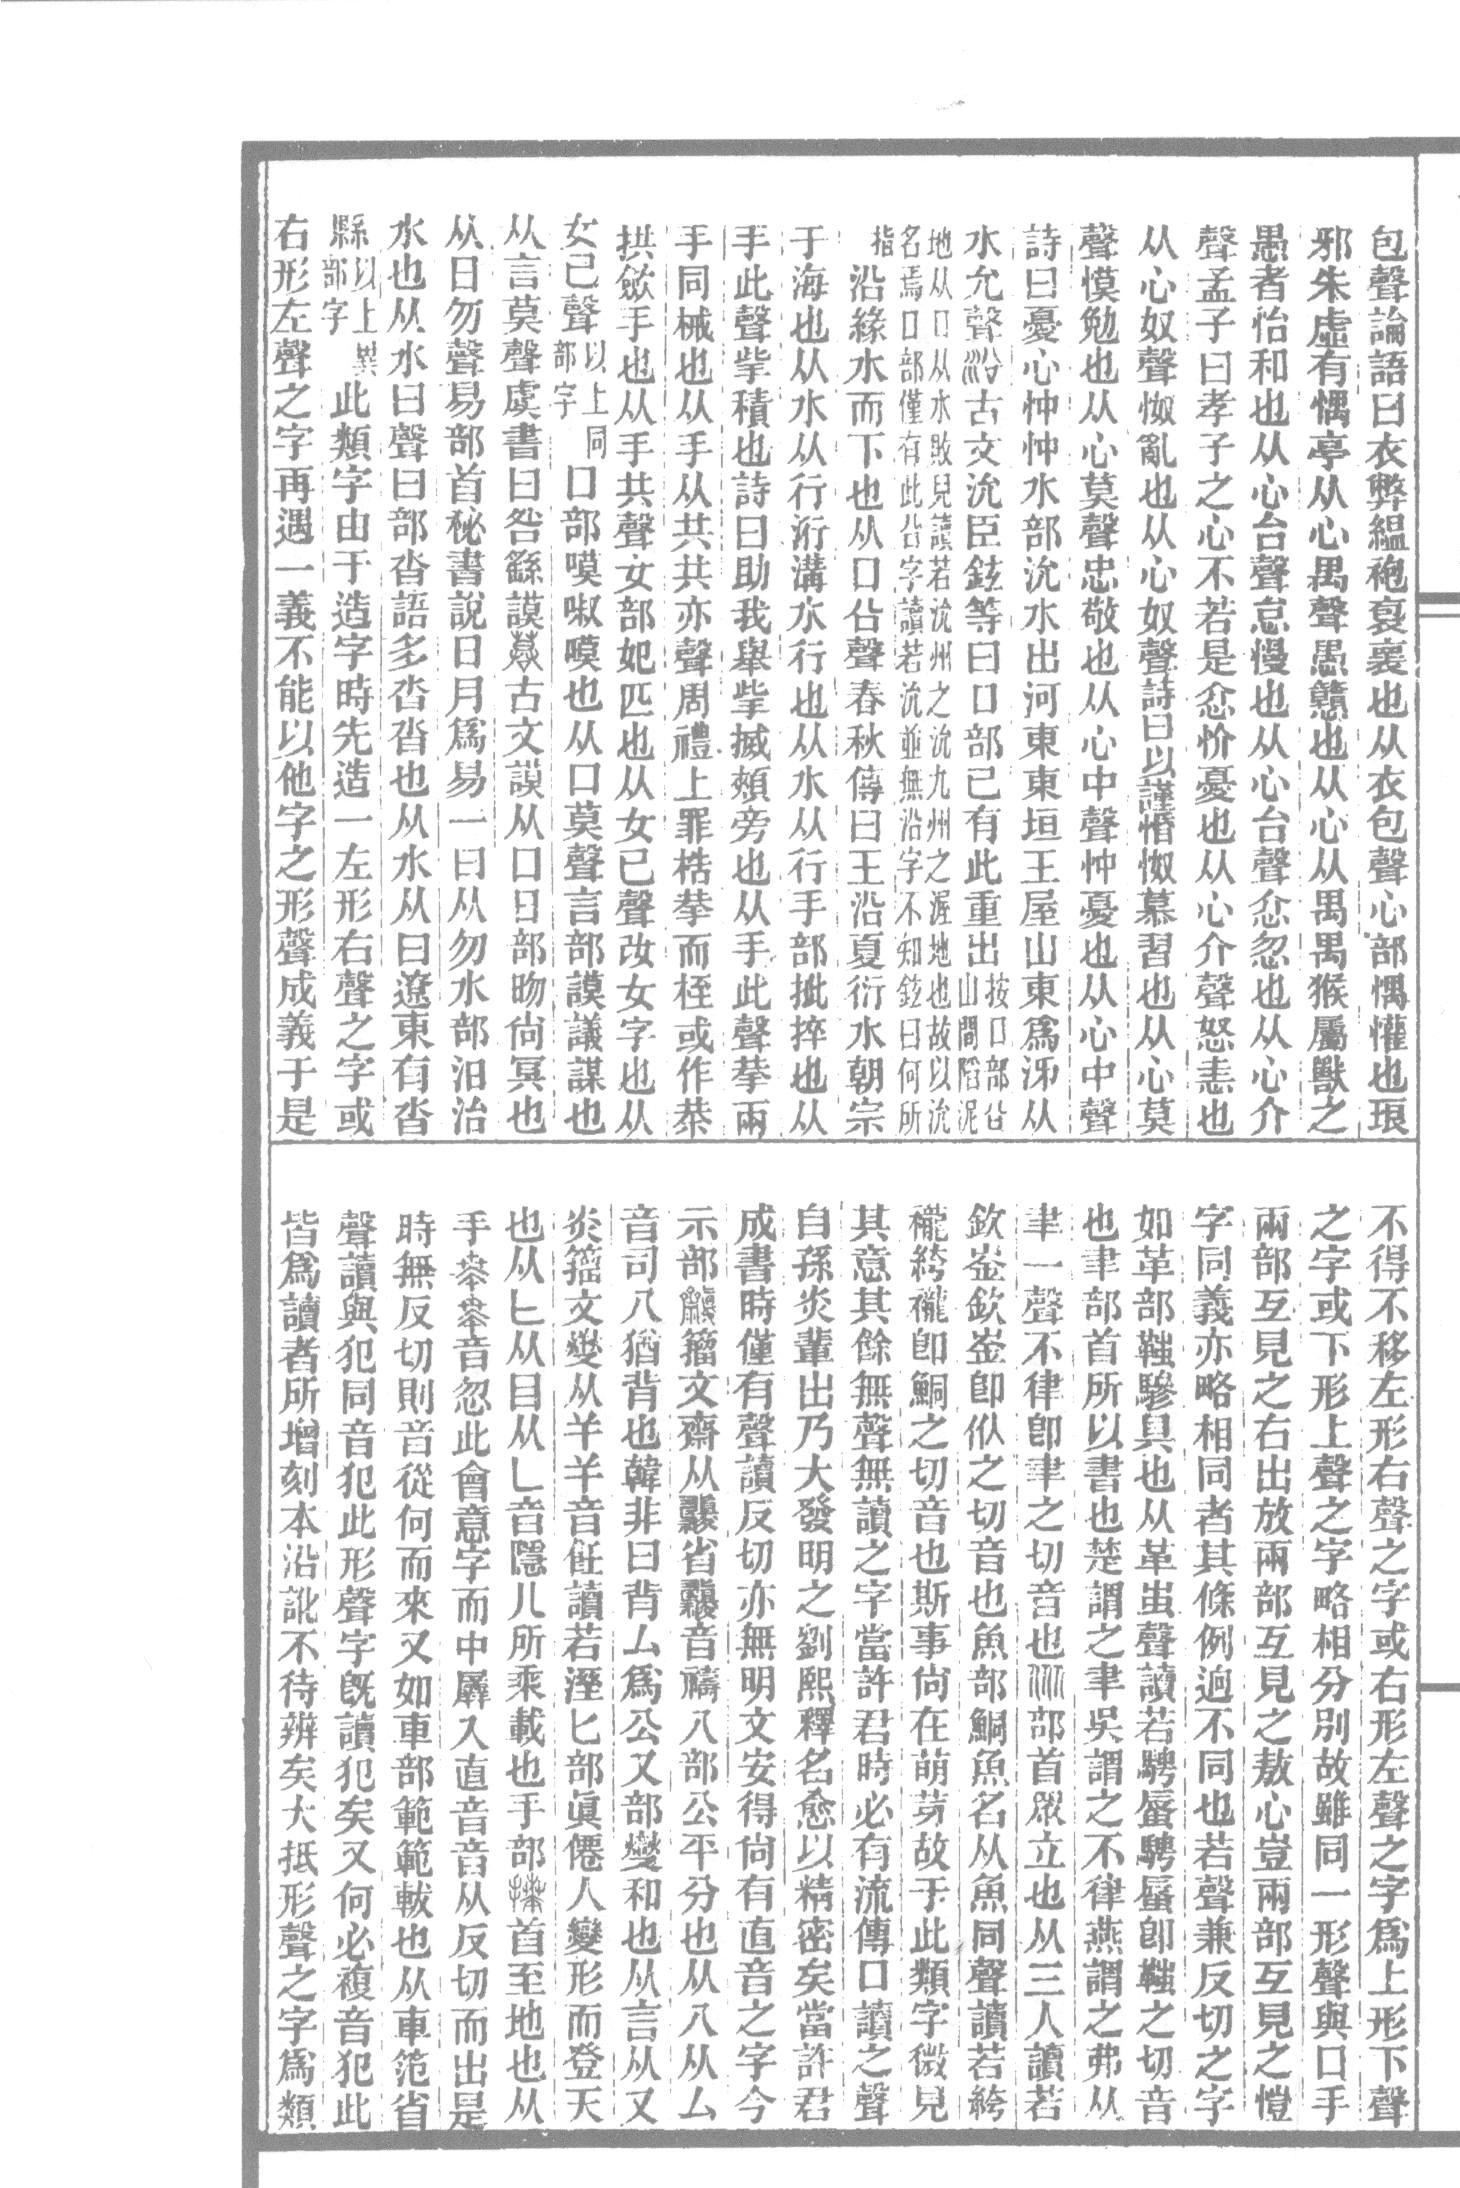 包聲論語曰衣弊縕袍裒裏也从衣包聲心部愓懽也琅
邪朱虛有愓亭从心禺聲愚戇也从心从禺禺猴屬獸之
愚者怡和也从心台聲怠慢也从心台聲忿忽也从心介
聲孟子曰孝子之心不若是忿忦憂也从心介聲怒恚也
从心奴聲怓亂也从心奴聲詩曰以謹惛怓慕習也从心莫
聲慔勉也从心莫聲忠敬也从心中聲忡憂也从心中聲
詩曰憂心忡忡水部沇水出河東東垣王屋山東爲泲从
水允聲㳂古文沇臣鉉等曰口部已有此重出按口部㕣山間陷泥
地从口从水敗皃讀若沇州之沇九州之渥地也故以沇名焉口部僅有此㕣字讀若沇並無沿字不知鉉曰何所
指沿緣水而下也从口㕣聲春秋傳曰王沿夏衍水朝宗
于海也从水从行洐溝水行也从水从行手部㧗捽也从
手此聲掌積也詩曰助我舉掌搣頰旁也从手此聲拲兩
手同械也从手从共共亦聲周禮上罪梏拲而桎或作㭟
拱斂手也从手共聲女部妃匹也从女己聲改女字也从
女己聲以上同部字口部嗼啾嗼也从口莫聲言部謨議謀也
从言莫聲虞書曰咎繇謨暮古文謨从口日部昒尙冥也
从日勿聲易部首秘書說日月爲易一曰从勿水部汨治
水也从水曰聲曰部沓語多沓沓也从水从曰遼東有沓
縣以上異部字此類字由于造字時先造一左形右聲之字或
右形左聲之字再遇一義不能以他字之形聲成義于是
不得不移左形右聲之字或右形左聲之字爲上形下聲
之字或下形上聲之字略相分別故雖同一形聲與口手
兩部互見之右出放兩部互見之敖心豈兩部互見之愷
字同義亦略相同者其條例迥不同也若聲兼反切之字
如革部𩌦驂具也从革蚩聲讀若騁蜃騁蜃卽𩌦之切音
也聿部首所以書也楚謂之聿吳謂之不律燕謂之弗从
聿一聲不律卽聿之切音也㐺部首眾立也从三人讀若
欽崟欽崟卽㐺之切音也魚部鮦魚名从魚同聲讀若絝
襱絝襱卽鮦之切音也斯事尙在萌芽故于此類字微見
其意其餘無聲無讀之字當許君時必有流傳口讀之聲
自孫炎輩出乃大發明之劉熙釋名愈以精密矣當許君
成書時僅有聲讀反切亦無明文安得尙有直音之字今
示部籀文齋从省音禱八部公平分也从八从厶
音司八猶背也韓非曰背厶爲公又部燮和也从言从又
炎籀文燮从羊羊音飪讀若溼匕部眞僊人變形而登天
也从匕从目从乚音隱儿所乘載也手部𢷎首至地也从
手𠦪𠦪音忽此會意字而中羼入直音音从反切而出是
時無反切則音從何而來又如車部範範軷也从車笵省
聲讀與犯同音犯此形聲字旣讀犯矣又何必複音犯此
皆爲讀者所增刻本沿訛不待辨矣大抵形聲之字爲類